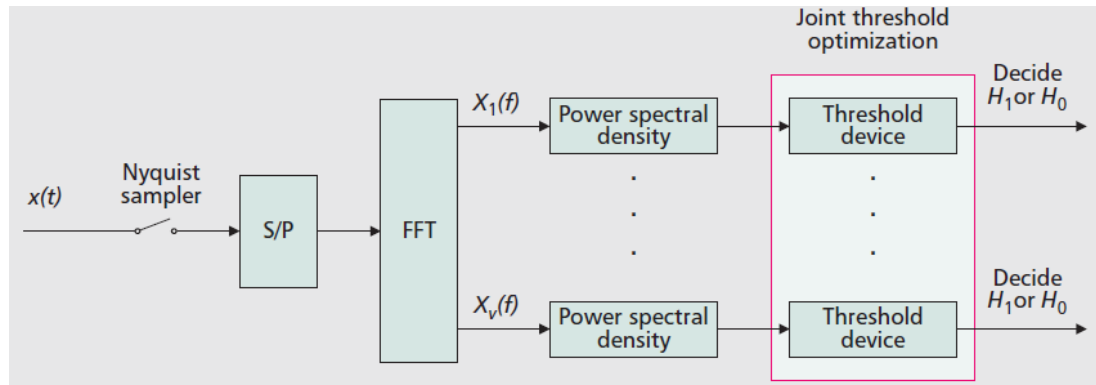 Joint threshold
optimization
Decide
H₁ or H₀
X₁(f)
Power spectral
density
Threshold
device
Nyquist
sampler
x(t)
S/P
FFT
Decide
H₁ or H₀
Xᵥ(f)
Power spectral
density
Threshold
device